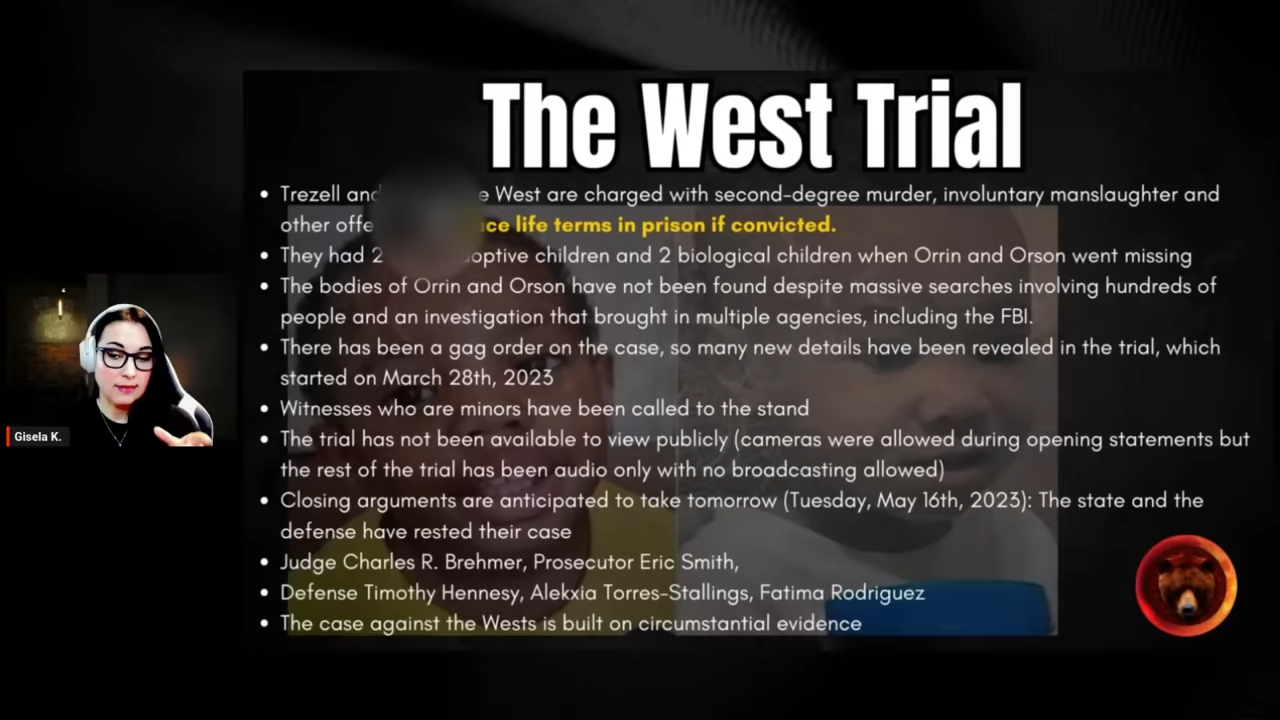 The West Trial
Trezell and West are charged with second-degree murder, involuntary manslaughter and
other offe life terms in prison if convicted.
They had 2 children and 2 biological children when Orrin and Orson went missing
The bodies of Orrin and Orson have not been found despite massive searches involving hundreds of
people and an investigation that brought in multiple agencies, including the FBI.
There has been a gag order on the case, so many new details have been revealed in the trial, which
started on March 28th, 2023
Witnesses who are minors have been called to the stand
The trial has not been available to view publicly (cameras were allowed during opening statements but
the rest of the trial has been audio only with no broadcasting allowed)
Closing arguments are anticipated to take tomorrow (Tuesday, May 16th, 2023): The state and the
defense have rested their case
Judge Charles R. Brehmer, Prosecutor Eric Smith,
Defense Timothy Hennesy, Alekxia Torres-Stallings, Fatima Rodriguez
The case against the Wests is built on circumstantial evidence
Gisela K.